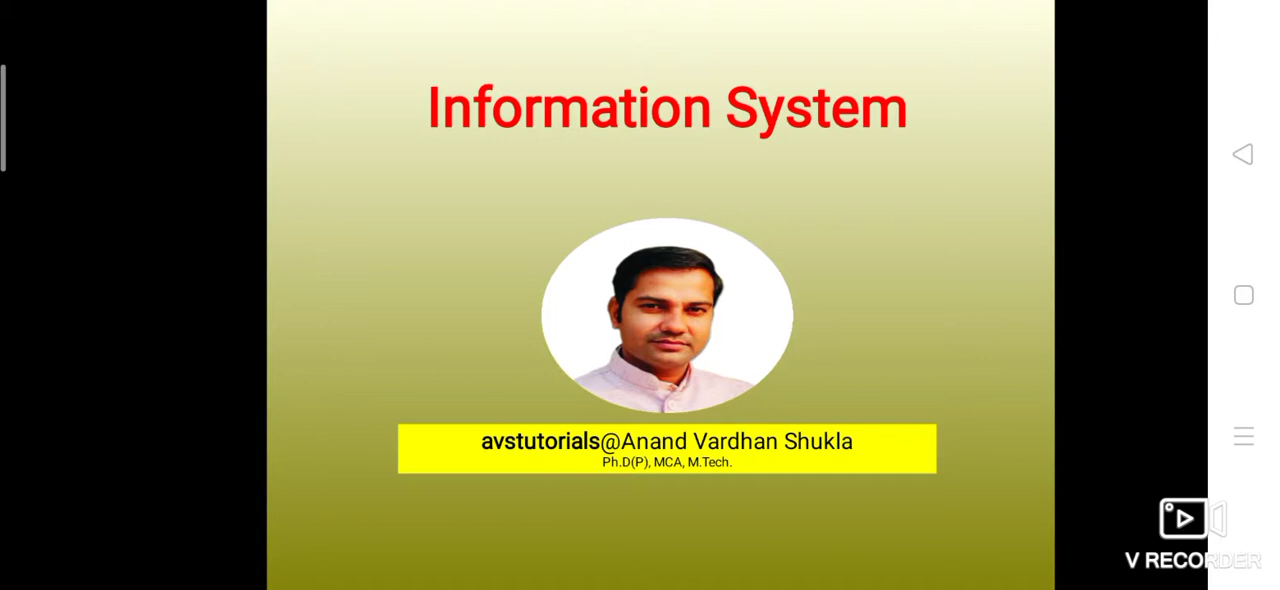 Information System
avstutorials@Anand Vardhan Shukla
Ph.D(P), MCA, M.Tech.
V RECORDER